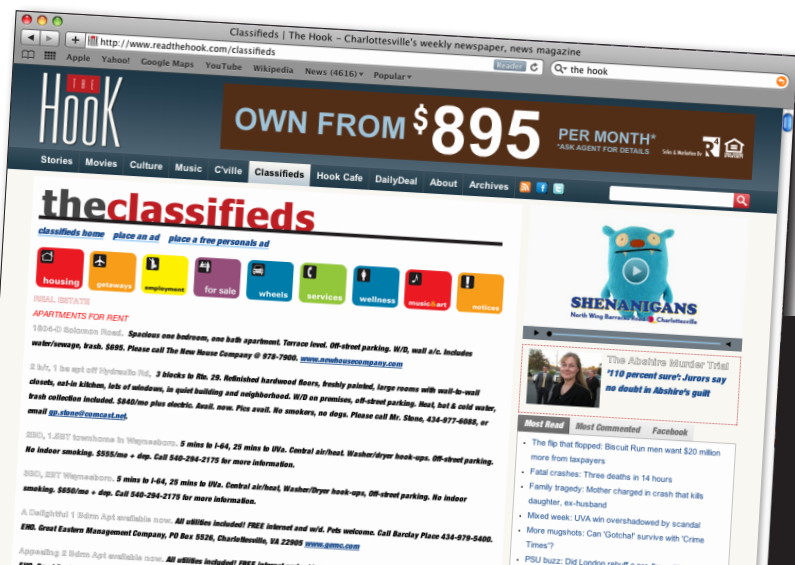 Classifieds | The Hook – Charlottesville's weekly newspaper, news magazine
http://www.readthehook.com/classifieds
Reader
the hook
Apple Yahoo! Google Maps YouTube Wikipedia News (4616) Popular
THE
HooK
OWN FROM $895 PER MONTH*
*ASK AGENT FOR DETAILS
Sales & Marketing By R4
Stories Movies Culture Music C'ville Classifieds Hook Cafe DailyDeal About Archives
theclassifieds
classifieds home place an ad place a free personals ad
housing getaways employment for sale wheels services wellness music&art notices
REAL ESTATE
APARTMENTS FOR RENT
1804-D Solomon Road. Spacious one bedroom, one bath apartment. Terrace level. Off-street parking. W/D, wall a/c. Includes
water/sewage, trash. $695. Please call The New House Company @ 978-7900. www.newhousecompany.com
2 b/r, 1 ba apt off Hydraulic Rd, 3 blocks to Rte. 29. Refinished hardwood floors, freshly painted, large rooms with wall-to-wall
closets, eat-in kitchen, lots of windows, in quiet building and neighborhood. W/D on premises, off-street parking. Heat, hot & cold water,
trash collection included. $840/mo plus electric. Avail. now. Pics avail. No smokers, no dogs. Please call Mr. Stone, 434-977-6088, or
email gp.stone@comcast.net.
2BD, 1.5BT townhome in Waynesboro. 5 mins to I-64, 25 mins to UVa. Central air/heat. Washer/dryer hook-ups. Off-street parking.
No indoor smoking. $555/mo + dep. Call 540-294-2175 for more information.
3BD, 2BT Waynesboro. 5 mins to I-64, 25 mins to UVa. Central air/heat, Washer/Dryer hook-ups, Off-street parking. No indoor
smoking. $650/mo + dep. Call 540-294-2175 for more information.
A Delightful 1 Bdrm Apt available now. All utilities included! FREE internet and w/d. Pets welcome. Call Barclay Place 434-979-5400.
EHO. Great Eastern Management Company, PO Box 5526, Charlottesville, VA 22905 www.gemc.com
Appealing 2 Bdrm Apt available now. All utilities included! FREE
SHENANIGANS
North Wing Barracks Road Charlottesville
The Abshire Murder Trial
'110 percent sure': Jurors say
no doubt in Abshire's guilt
Most Read Most Commented Facebook
The flip that flopped: Biscuit Run men want $20 million
more from taxpayers
Fatal crashes: Three deaths in 14 hours
Family tragedy: Mother charged in crash that kills
daughter, ex-husband
Mixed week: UVA win overshadowed by scandal
More mugshots: Can 'Gotcha!' survive with 'Crime
Times'?
PSU buzz: Did London rebuff